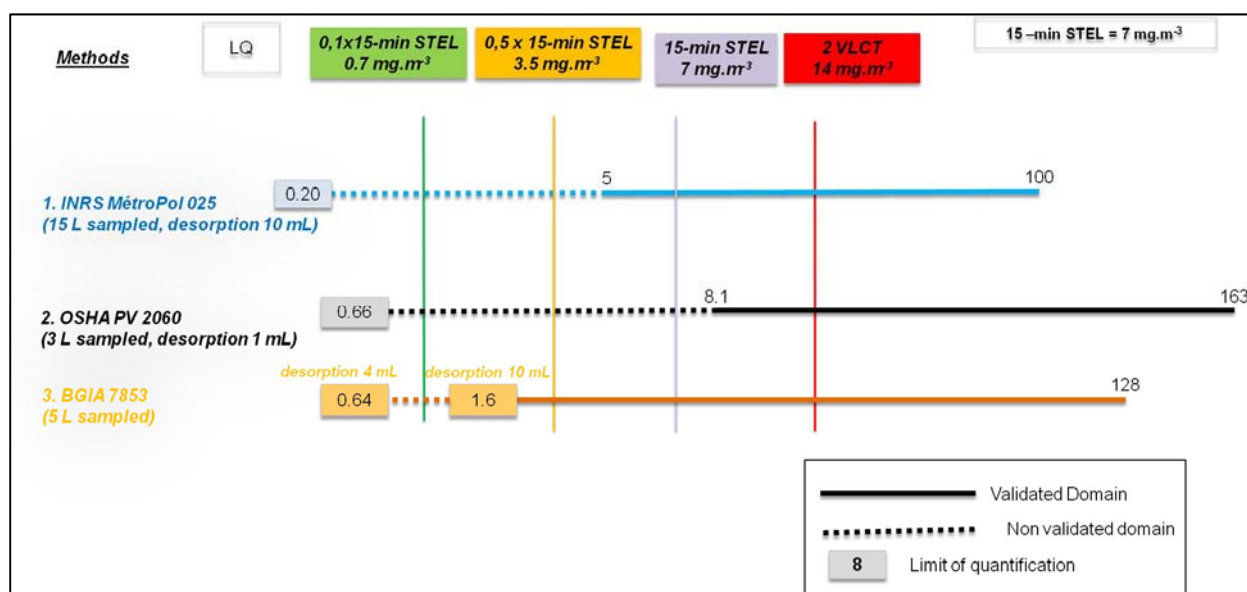 Methods
LQ
0,1x15-min STEL
0.7 mg.m-3
0,5 x 15-min STEL
3.5 mg.m-3
15-min STEL
7 mg.m-3
2 VLCT
14 mg.m-3
15 –min STEL = 7 mg.m-3
1. INRS MétroPol 025
(15 L sampled, desorption 10 mL)
0.20
5
100
2. OSHA PV 2060
(3 L sampled, desorption 1 mL)
0.66
8.1
163
3. BGIA 7853
(5 L sampled)
desorption 4 mL
desorption 10 mL
0.64
1.6
128
Validated Domain
Non validated domain
8 Limit of quantification